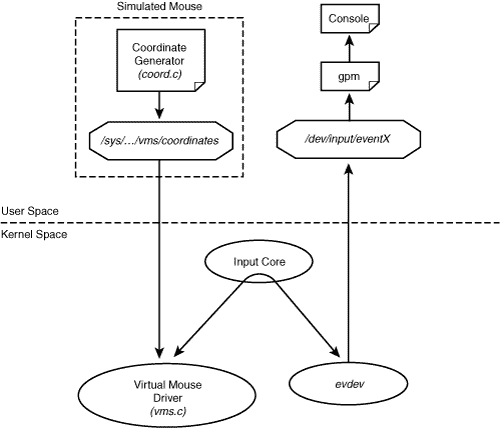 Simulated Mouse
Coordinate
Generator
(coord.c)
/sys/.../vms/coordinates
Console
gpm
/dev/input/eventX
User Space
Kernel Space
Input Core
Virtual Mouse
Driver
(vms.c)
evdev